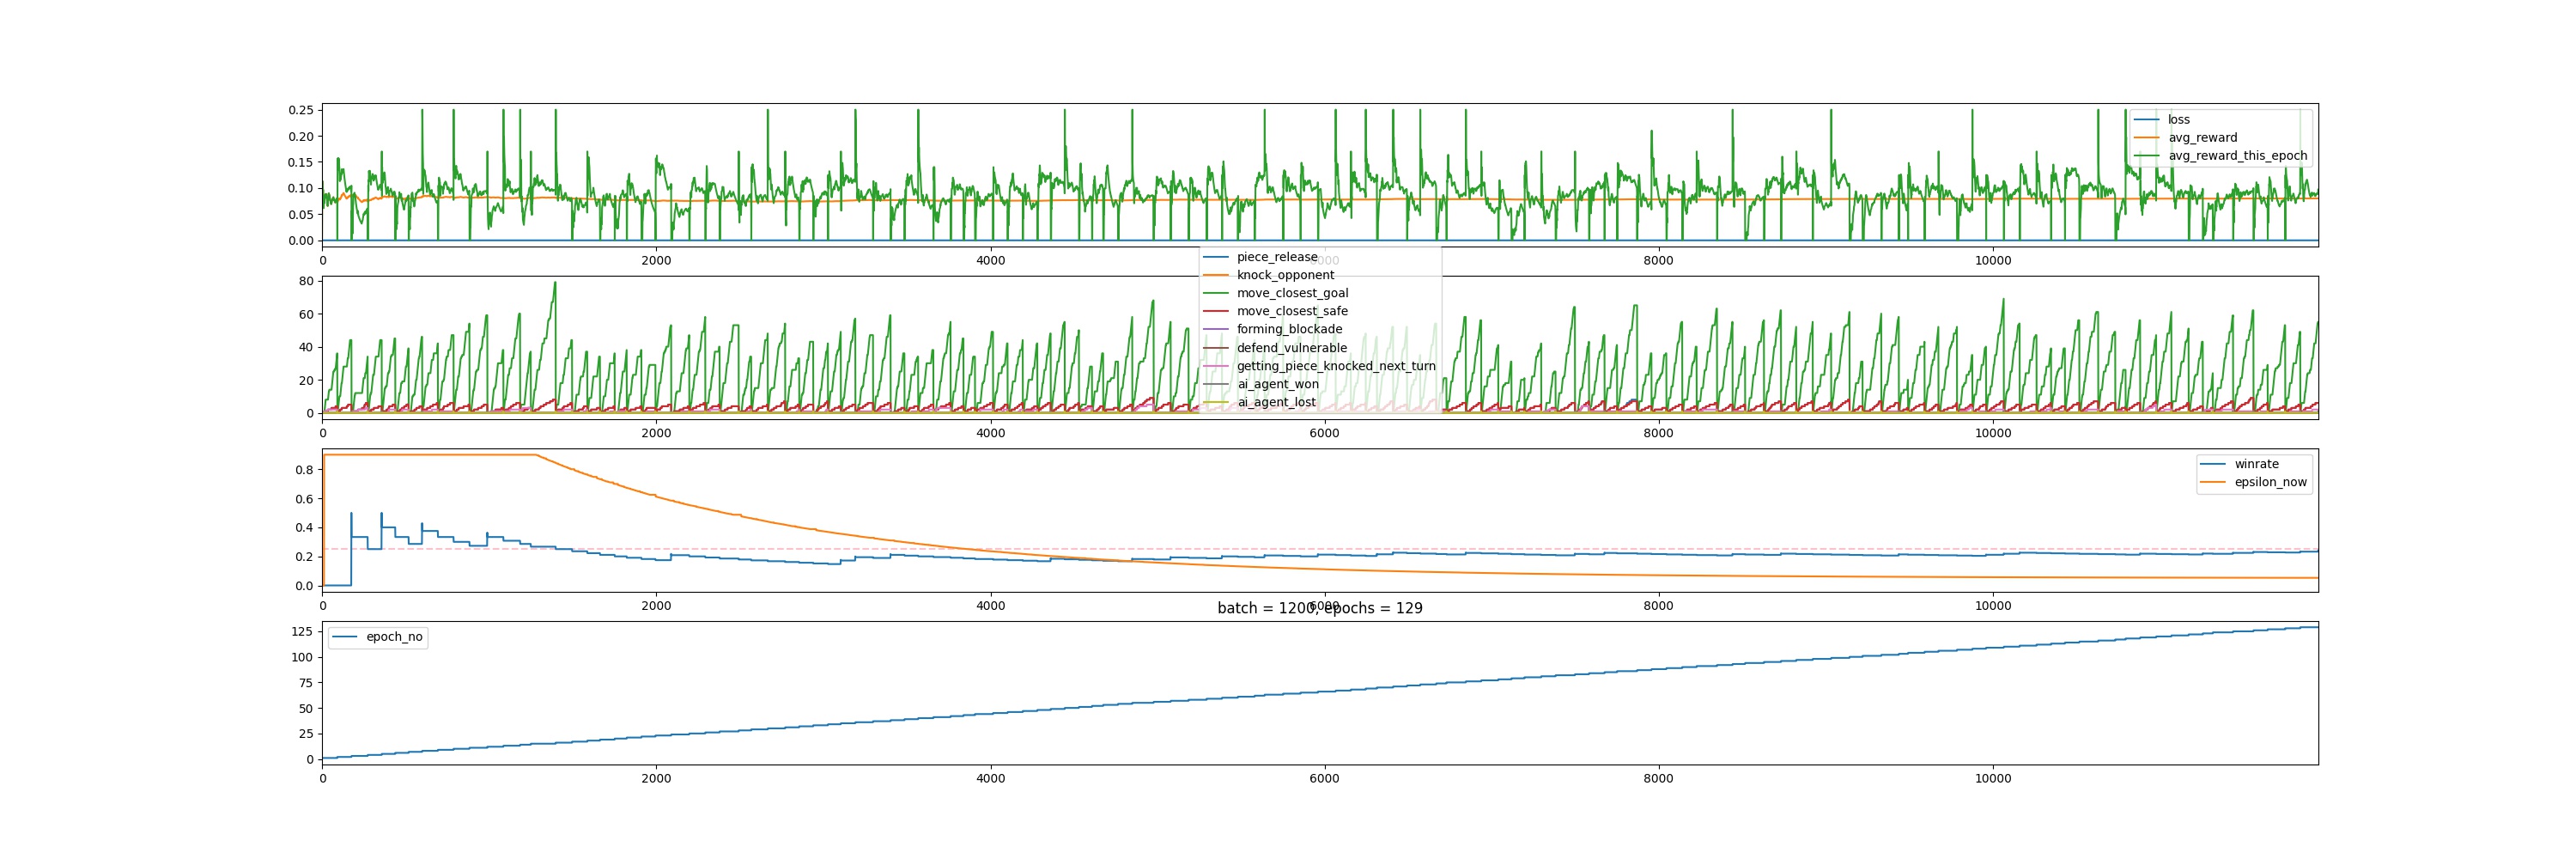 0.25
0.20
0.15
0.10
0.05
0.00
loss
avg_reward
avg_reward_this_epoch
0 2000 4000 6000 8000 10000
80
60
40
20
0
piece_release
knock_opponent
move_closest_goal
move_closest_safe
forming_blockade
defend_vulnerable
getting_piece_knocked_next_turn
ai_agent_won
ai_agent_lost
0 2000 4000 6000 8000 10000
0.8
0.6
0.4
0.2
0.0
winrate
epsilon_now
0 2000 4000 6000 8000 10000
batch = 1200, epochs = 129
125
100
75
50
25
0
epoch_no
0 2000 4000 6000 8000 10000